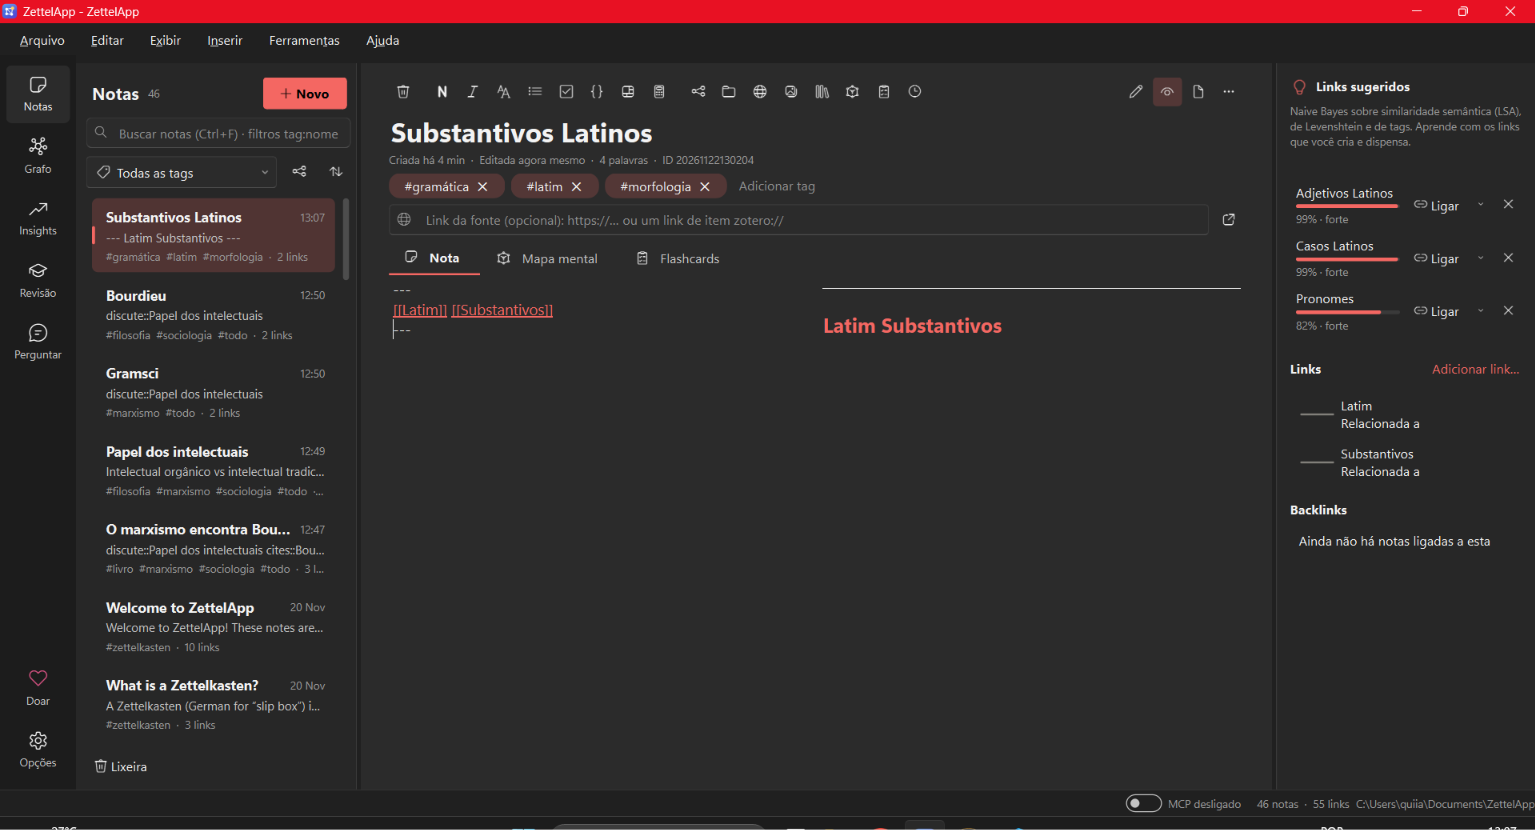 ZettelApp - ZettelApp
Arquivo Editar Exibir Inserir Ferramentas Ajuda
Notas
Grafo
Insights
Revisão
Perguntar
Doar
Opções
Notas 46
+ Novo
Buscar notas (Ctrl+F) · filtros tag:nome
Todas as tags
Substantivos Latinos 13:07
--- Latim Substantivos ---
#gramática #latim #morfologia · 2 links
Bourdieu 12:50
discute::Papel dos intelectuais
#filosofia #sociologia #todo · 2 links
Gramsci 12:50
discute::Papel dos intelectuais
#marxismo #todo · 2 links
Papel dos intelectuais 12:49
Intelectual orgânico vs intelectual tradic...
#filosofia #marxismo #sociologia #todo ·...
O marxismo encontra Bou... 12:47
discute::Papel dos intelectuais cites::Bou...
#livro #marxismo #sociologia #todo · 3 l...
Welcome to ZettelApp 20 Nov
Welcome to ZettelApp! These notes are...
#zettelkasten · 10 links
What is a Zettelkasten? 20 Nov
A Zettelkasten (German for “slip box”) i...
#zettelkasten · 3 links
Lixeira
N I AA {}
Substantivos Latinos
Criada há 4 min · Editada agora mesmo · 4 palavras · ID 20261122130204
#gramática #latim #morfologia Adicionar tag
Link da fonte (opcional): https://... ou um link de item zotero://
Nota Mapa mental Flashcards
---
[[Latim]] [[Substantivos]]
---
Latim Substantivos
Links sugeridos
Naive Bayes sobre similaridade semântica (LSA),
de Levenshtein e de tags. Aprende com os links
que você cria e dispensa.
Adjetivos Latinos Ligar
99% · forte
Casos Latinos Ligar
99% · forte
Pronomes Ligar
82% · forte
Links Adicionar link...
Latim
Relacionada a
Substantivos
Relacionada a
Backlinks
Ainda não há notas ligadas a esta
MCP desligado 46 notas · 55 links C:\Users\quiia\Documents\ZettelApp